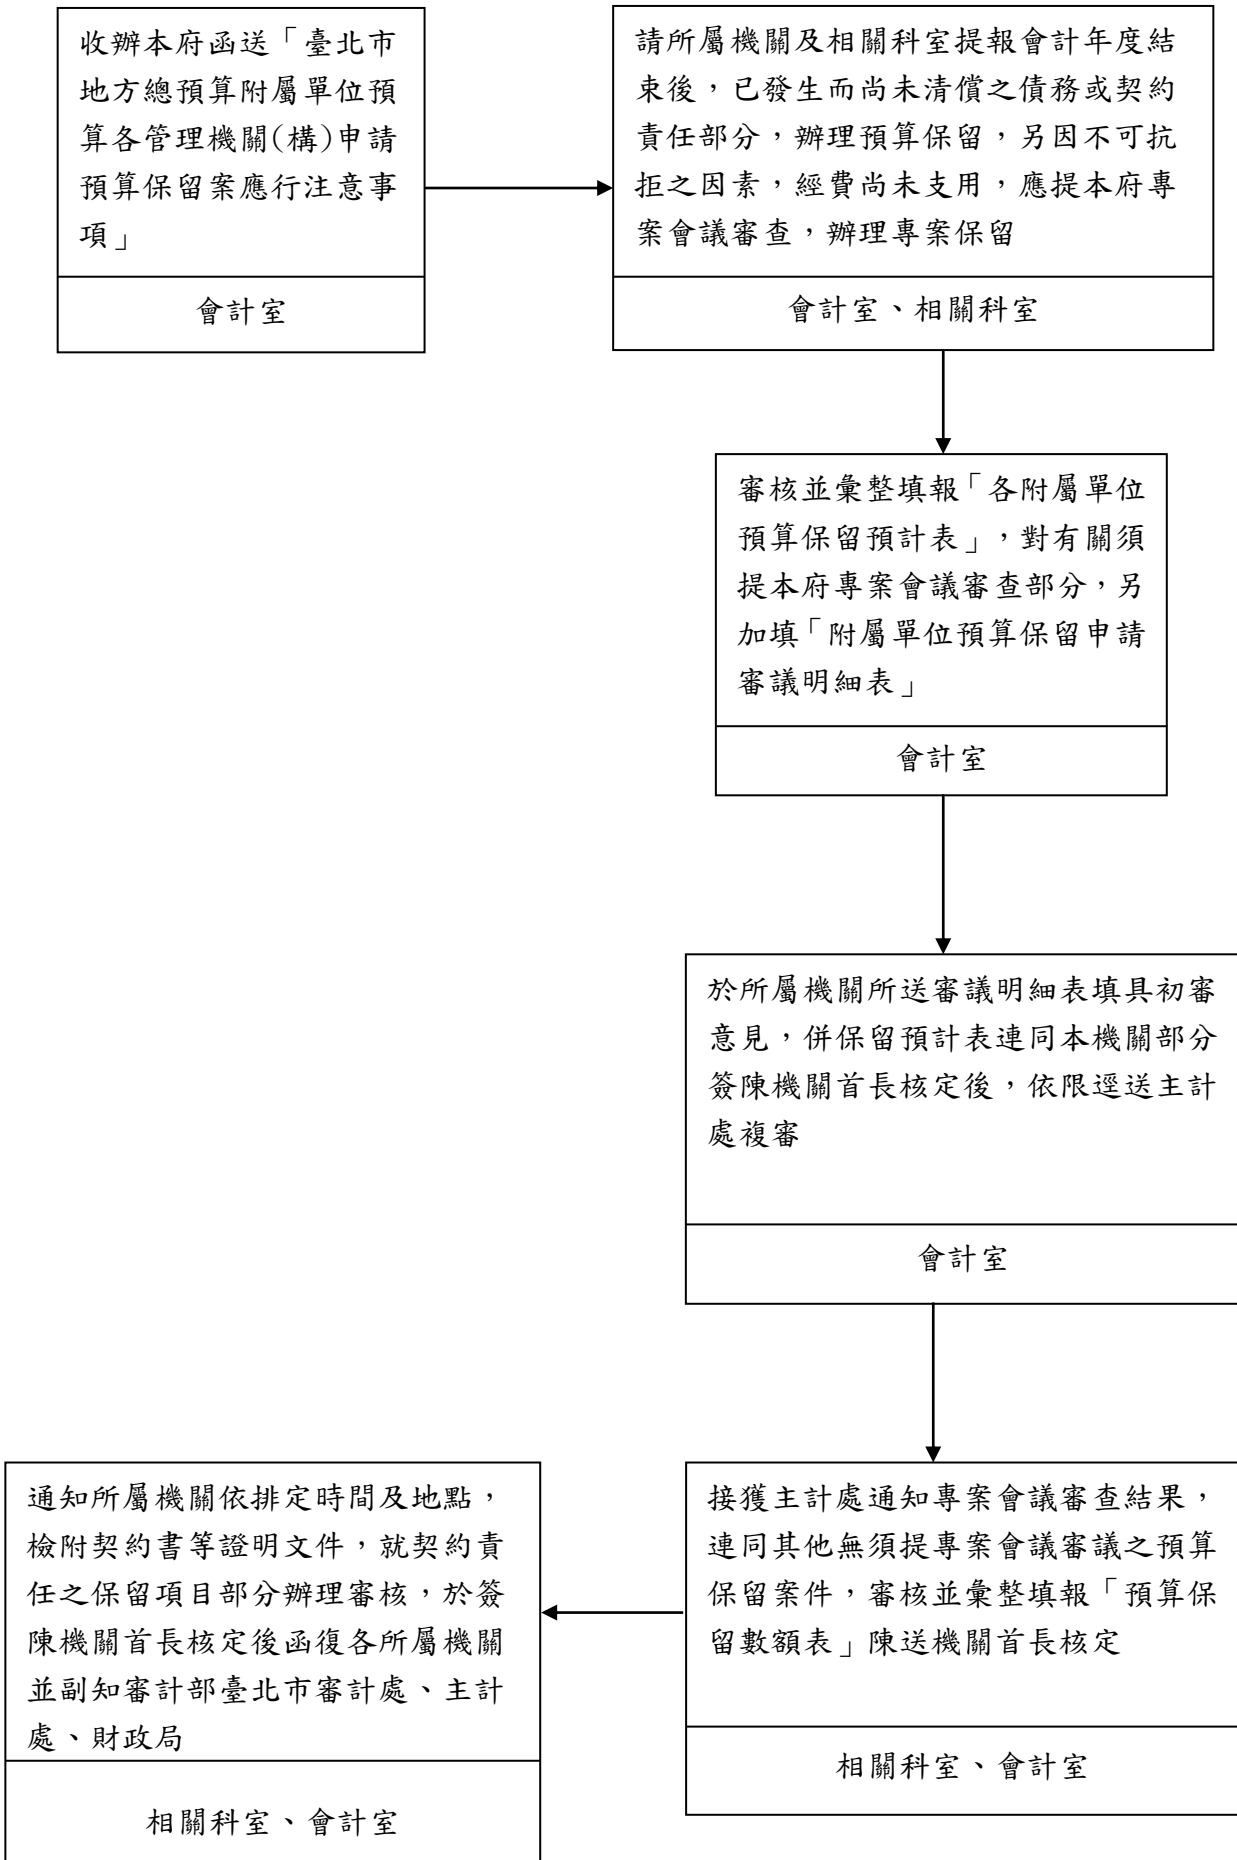 收辦本府函送「臺北市
地方總預算附屬單位預
算各管理機關(構)申請
預算保留案應行注意事
項」
會計室
請所屬機關及相關科室提報會計年度結
束後，已發生而尚未清償之債務或契約
責任部分，辦理預算保留，另因不可抗
拒之因素，經費尚未支用，應提本府專
案會議審查，辦理專案保留
會計室、相關科室
審核並彙整填報「各附屬單位
預算保留預計表」，對有關須
提本府專案會議審查部分，另
加填「附屬單位預算保留申請
審議明細表」
會計室
於所屬機關所送審議明細表填具初審
意見，併保留預計表連同本機關部分
簽陳機關首長核定後，依限逕送主計
處複審
會計室
接獲主計處通知專案會議審查結果，
連同其他無須提專案會議審議之預算
保留案件，審核並彙整填報「預算保
留數額表」陳送機關首長核定
相關科室、會計室
通知所屬機關依排定時間及地點，
檢附契約書等證明文件，就契約責
任之保留項目部分辦理審核，於簽
陳機關首長核定後函復各所屬機關
並副知審計部臺北市審計處、主計
處、財政局
相關科室、會計室